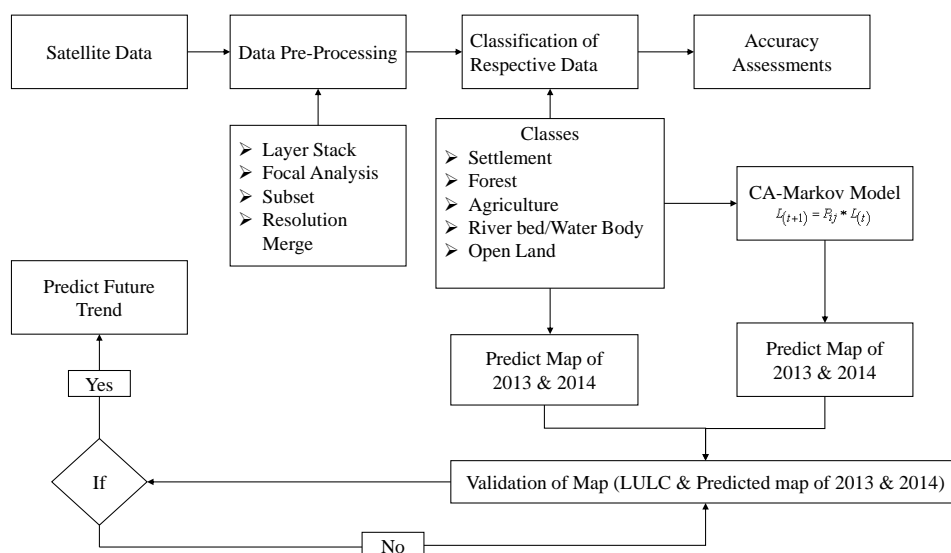 Satellite Data
Data Pre-Processing
Classification of
Respective Data
Accuracy
Assessments
➢ Layer Stack
➢ Focal Analysis
➢ Subset
➢ Resolution
Merge
Classes
➢ Settlement
➢ Forest
➢ Agriculture
➢ River bed/Water Body
➢ Open Land
CA-Markov Model
L(t+1) = Pij * L(t)
Predict Future
Trend
Predict Map of
2013 & 2014
Predict Map of
2013 & 2014
Yes
If
Validation of Map (LULC & Predicted map of 2013 & 2014)
No